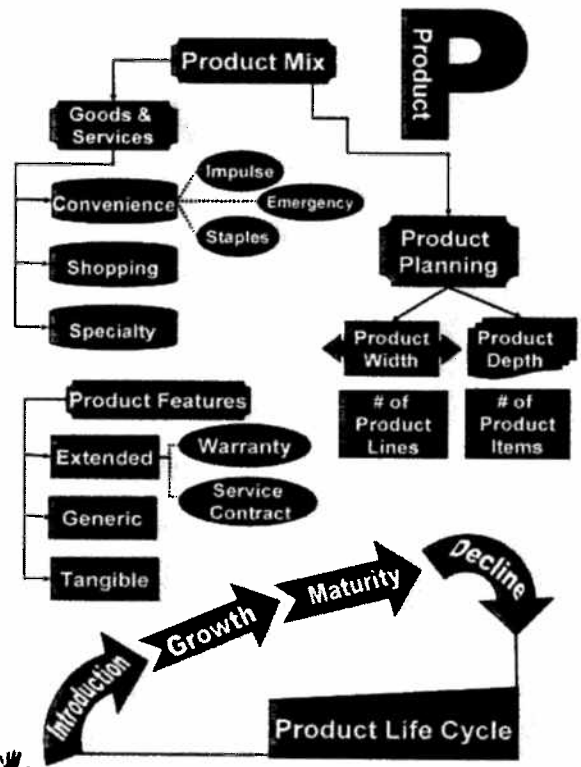 Product Mix
Product
P
Goods &
Services
Convenience
Impulse
Emergency
Staples
Shopping
Specialty
Product
Planning
Product
Width
Product
Depth
# of
Product
Lines
# of
Product
Items
Product Features
Extended
Warranty
Service
Contract
Generic
Tangible
Introduction
Growth
Maturity
Decline
Product Life Cycle